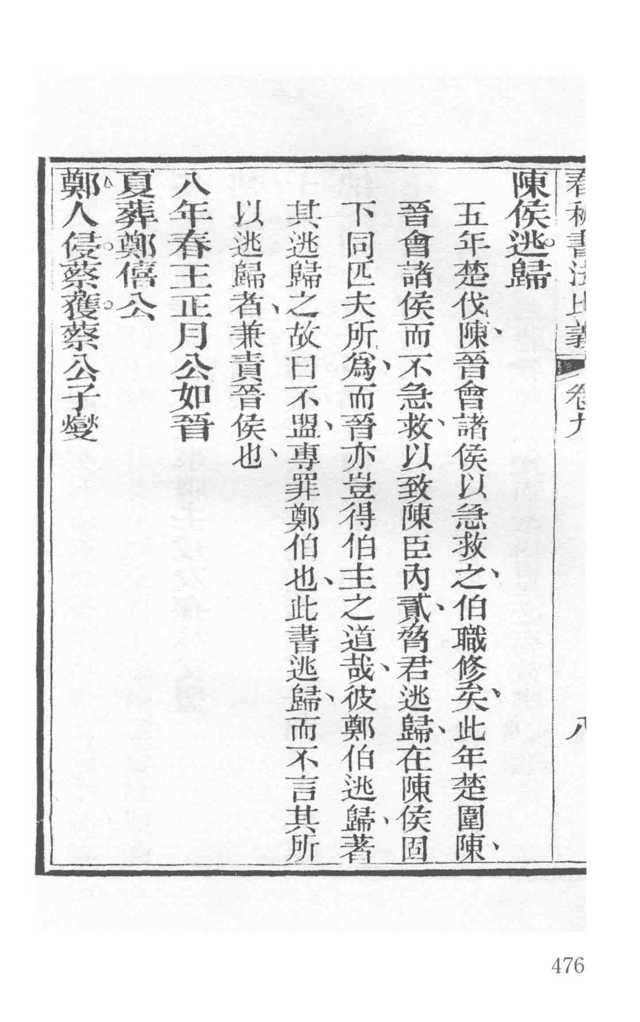 春秋書法比義 卷九 八
陳侯逃歸
五年楚伐陳、晉會諸侯以急救之、伯職修矣、此年楚圍陳、
晉會諸侯而不急救、以致陳臣內貳、脅君逃歸、在陳侯固
下同匹夫所爲、而晉亦豈得伯主之道哉、彼鄭伯逃歸、著
其逃歸之故曰不盟、專罪鄭伯也、此書逃歸、而不言其所
以逃歸者、兼責晉侯也、
八年春王正月公如晉
夏葬鄭僖公
鄭人侵蔡獲蔡公子燮
476